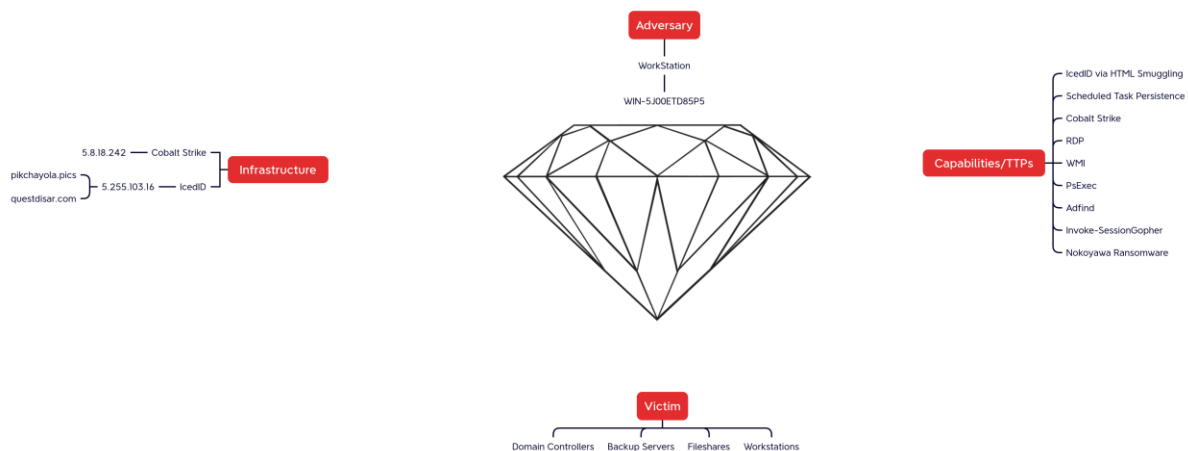 Adversary
WorkStation
WIN-5J00ETD85P5
Infrastructure
Cobalt Strike
5.8.18.242
IcedID
5.255.103.16
pikchayola.pics
questdisar.com
Capabilities/TTPs
IcedID via HTML Smuggling
Scheduled Task Persistence
Cobalt Strike
RDP
WMI
PsExec
Adfind
Invoke-SessionGopher
Nokoyawa Ransomware
Victim
Domain Controllers
Backup Servers
Fileshares
Workstations